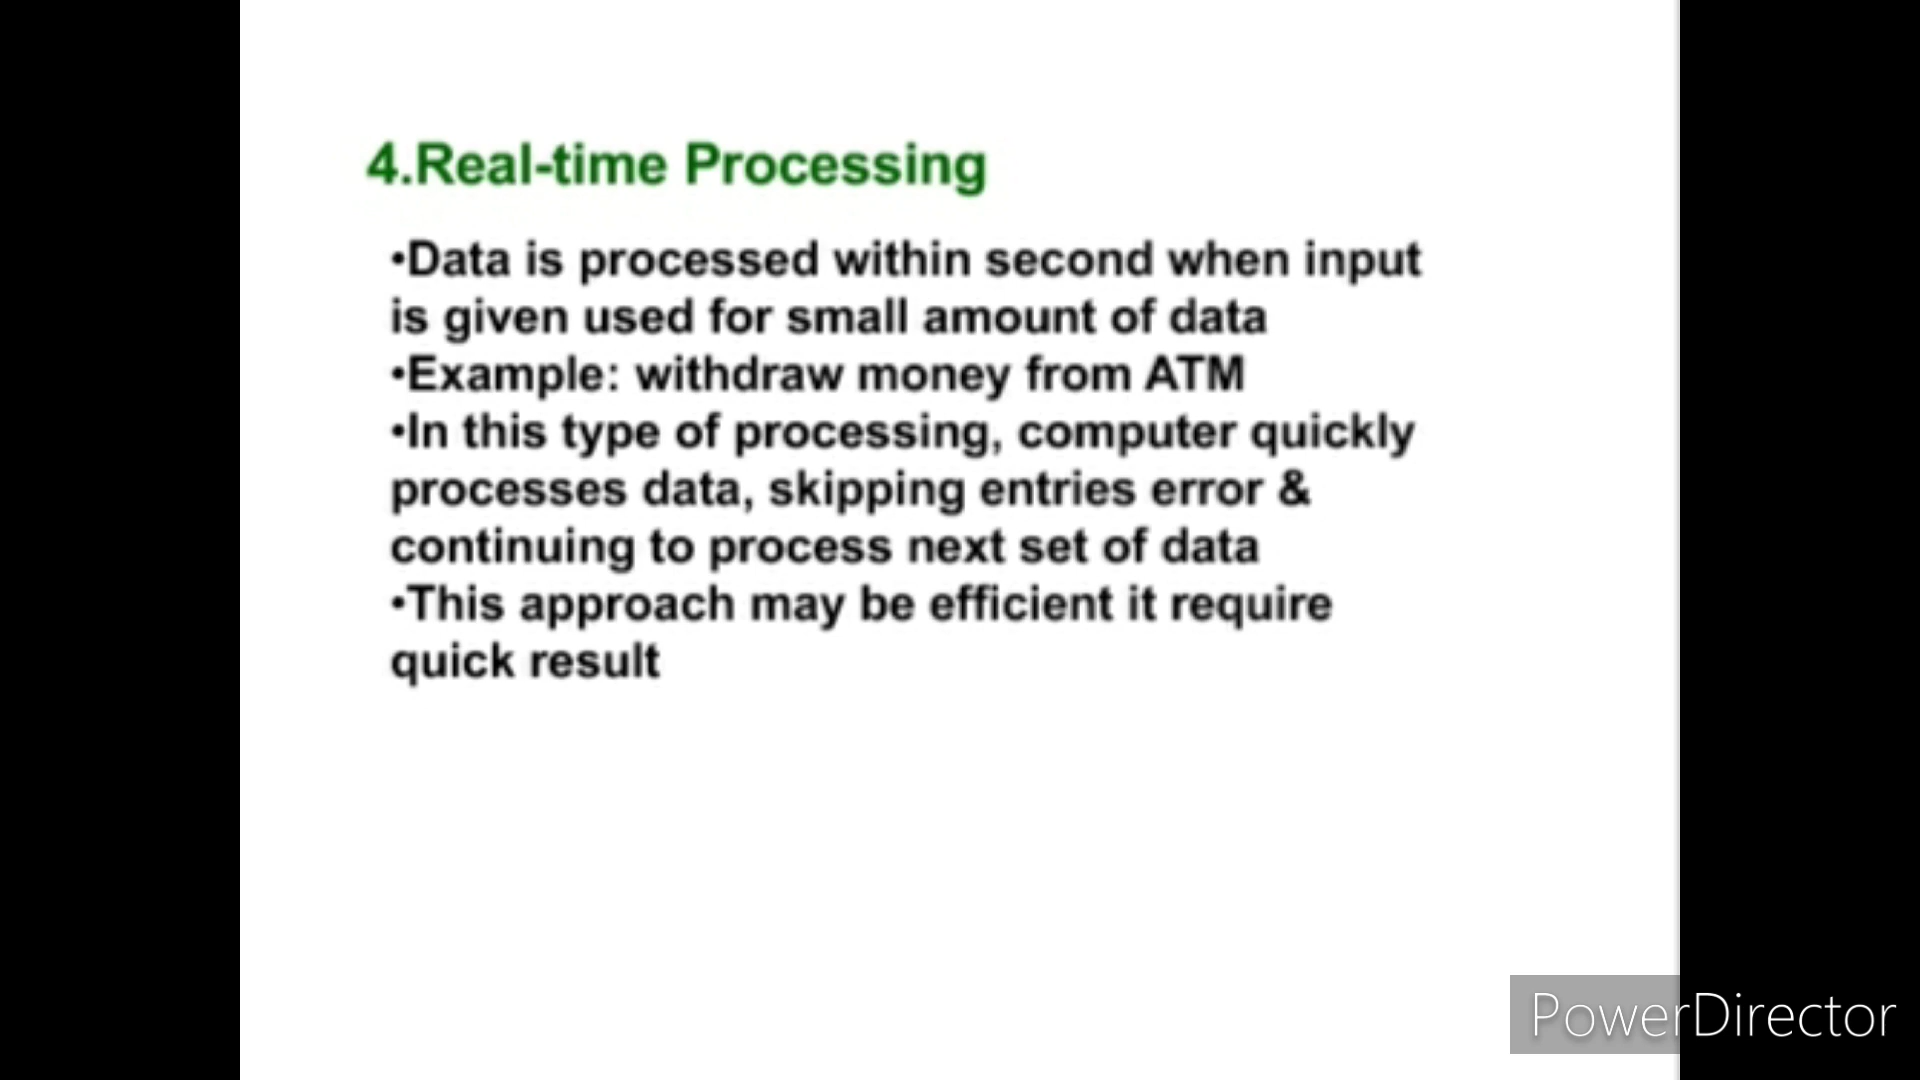 4.Real-time Processing
•Data is processed within second when input
is given used for small amount of data
•Example: withdraw money from ATM
•In this type of processing, computer quickly
processes data, skipping entries error &
continuing to process next set of data
•This approach may be efficient it require
quick result
PowerDirector